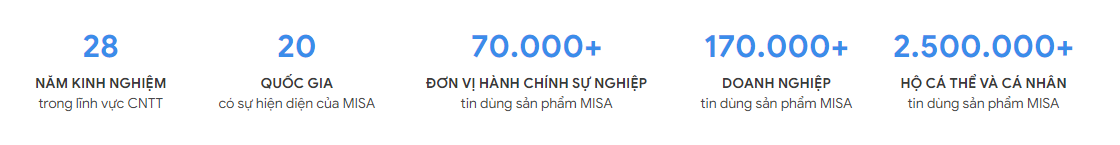 28
NĂM KINH NGHIỆM
trong lĩnh vực CNTT
20
QUỐC GIA
có sự hiện diện của MISA
70.000+
ĐƠN VỊ HÀNH CHÍNH SỰ NGHIỆP
tin dùng sản phẩm MISA
170.000+
DOANH NGHIỆP
tin dùng sản phẩm MISA
2.500.000+
HỘ CÁ THỂ VÀ CÁ NHÂN
tin dùng sản phẩm MISA